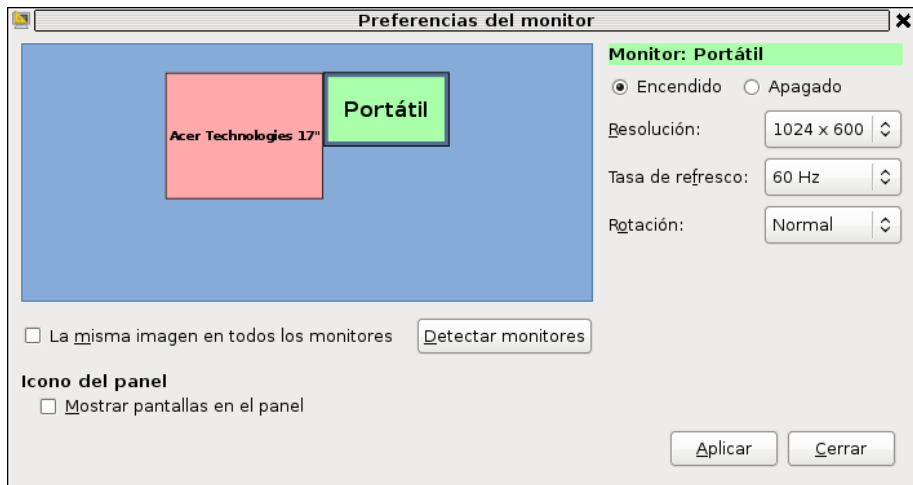 Preferencias del monitor
Monitor: Portátil
Encendido Apagado
Portátil
Acer Technologies 17"
Resolución: 1024 x 600
Tasa de refresco: 60 Hz
Rotación: Normal
La misma imagen en todos los monitores Detectar monitores
Icono del panel
Mostrar pantallas en el panel
Aplicar Cerrar